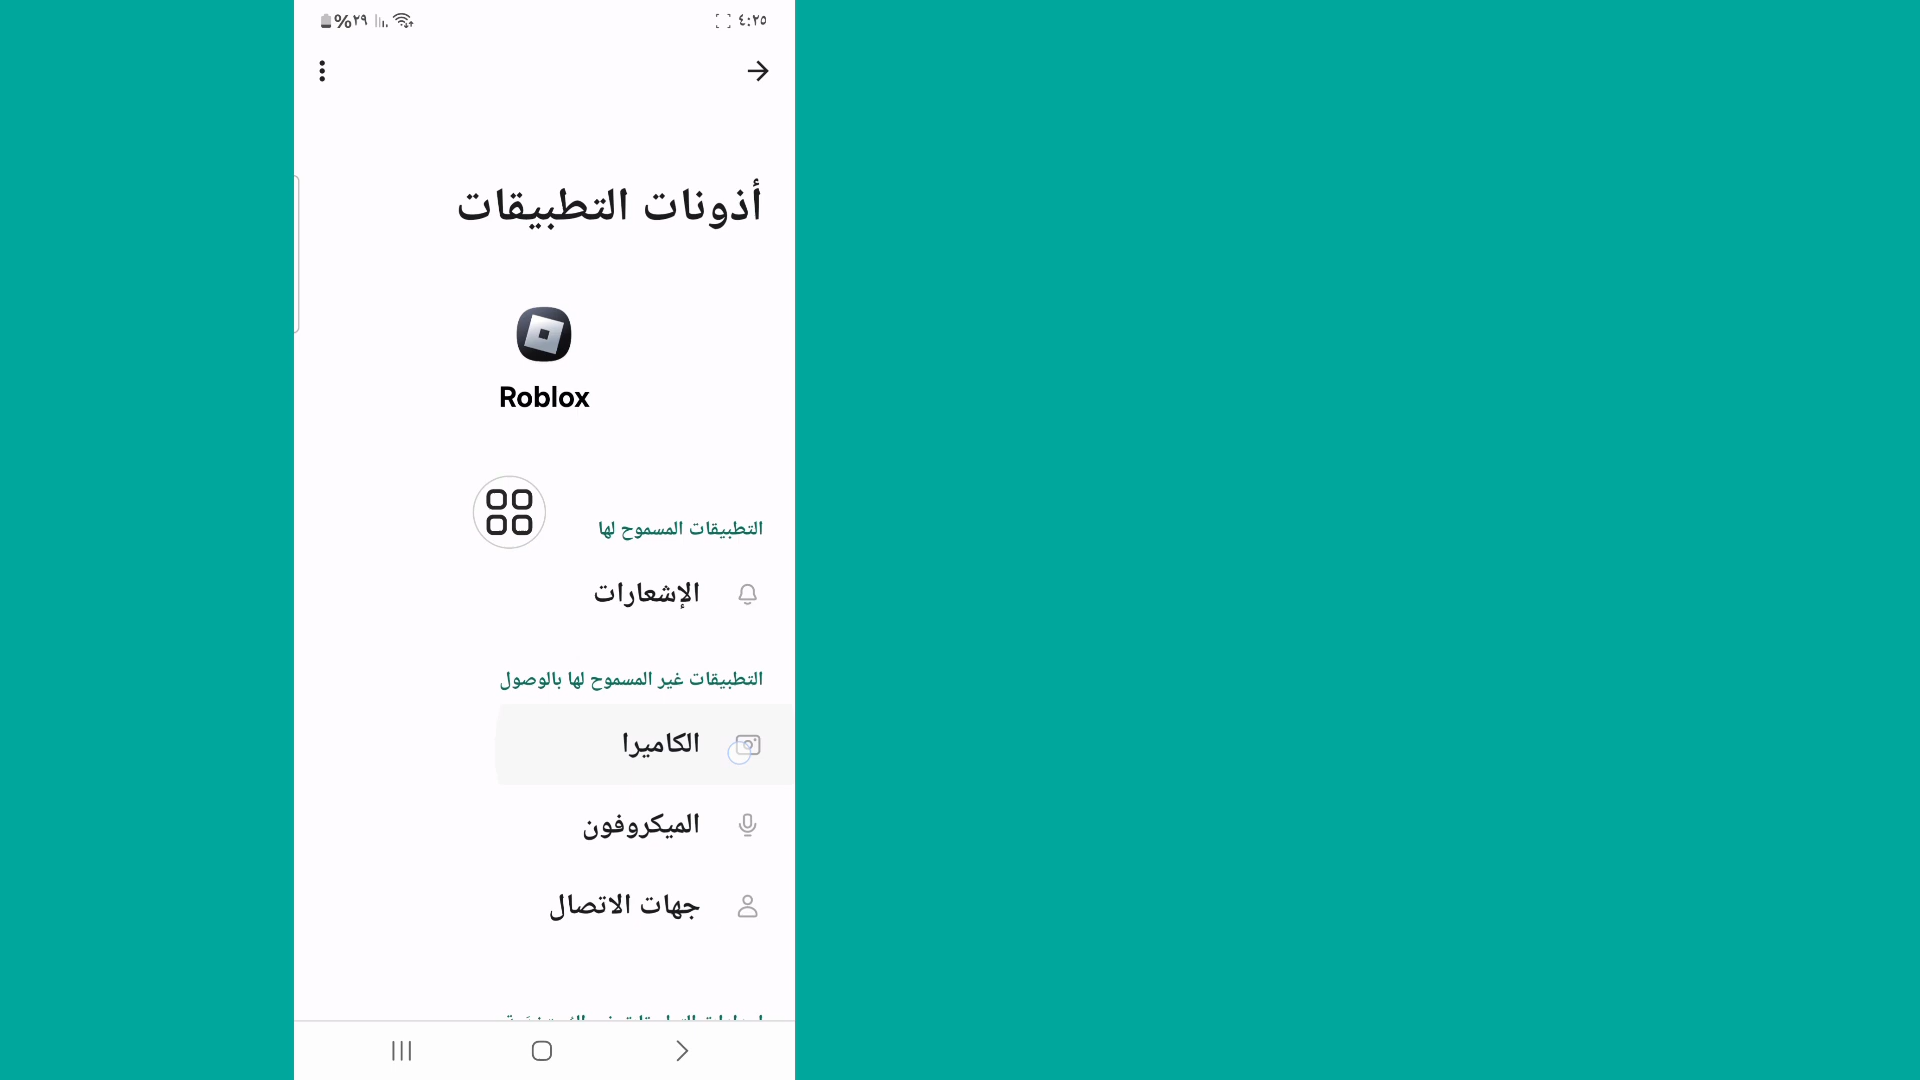 ٤:٢٥
%٢٩
أذونات التطبيقات
Roblox
التطبيقات المسموح لها
الإشعارات
التطبيقات غير المسموح لها بالوصول
الكاميرا
الميكروفون
جهات الاتصال